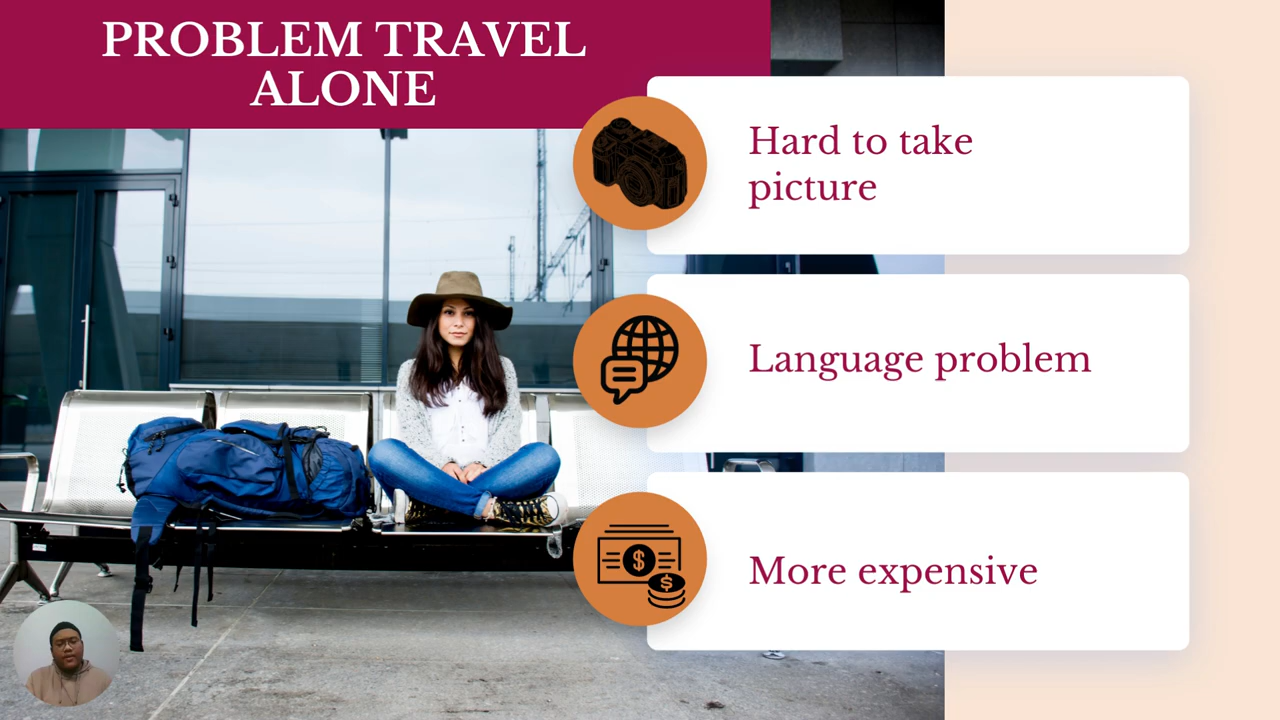 PROBLEM TRAVEL
ALONE
Hard to take
picture
Language problem
More expensive